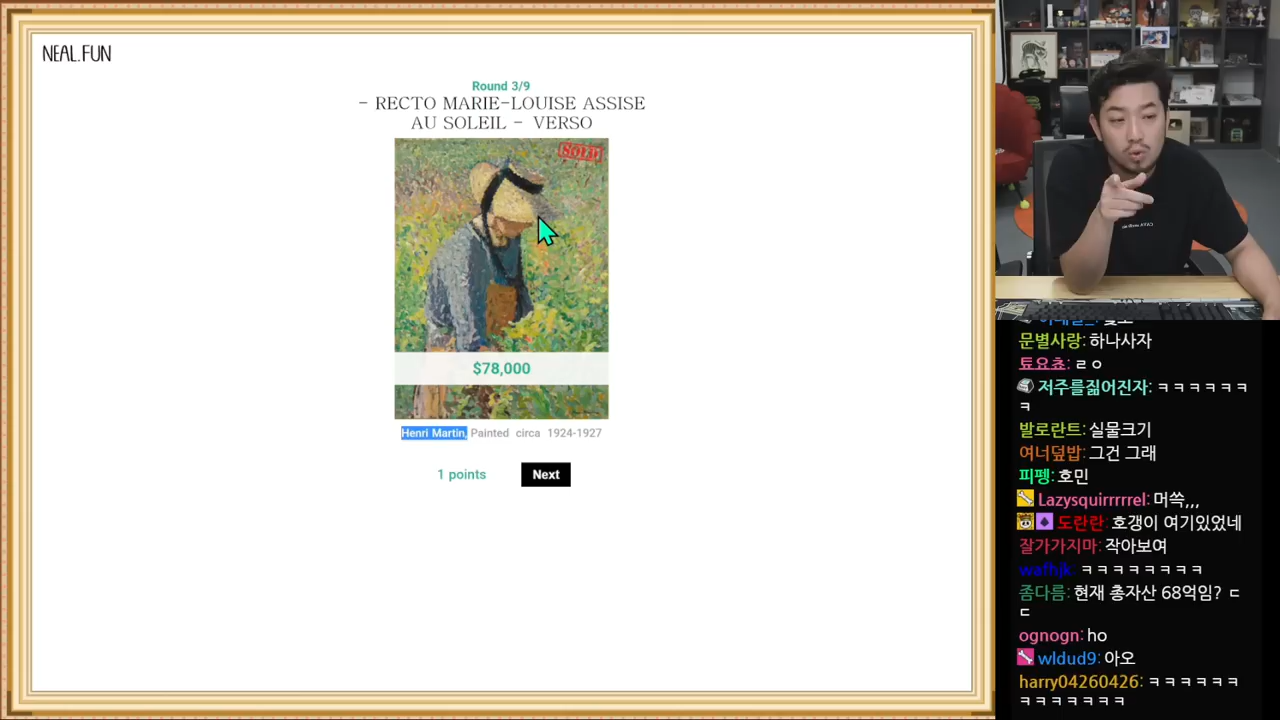 NEAL.FUN
Round 3/9
- RECTO MARIE-LOUISE ASSISE
AU SOLEIL - VERSO
SOLD
$78,000
Henri Martin, Painted circa 1924-1927
1 points
Next
문별사랑: 하나사자
툐요쵸: ㄹㅇ
저주를짊어진자: ㅋㅋㅋㅋㅋㅋ
ㅋ
발로란트: 실물크기
여너덮밥: 그건 그래
피펭: 호민
Lazysquirrrrrel: 머쓱,,,
도란란: 호갱이 여기있었네
잘가가지마: 작아보여
wafhjk: ㅋㅋㅋㅋㅋㅋㅋㅋ
좀다름: 현재 총자산 68억임? ㄷ
ㄷ
ognogn: ho
wldud9: 아오
harry04260426: ㅋㅋㅋㅋㅋㅋ
ㅋㅋㅋㅋㅋㅋㅋ